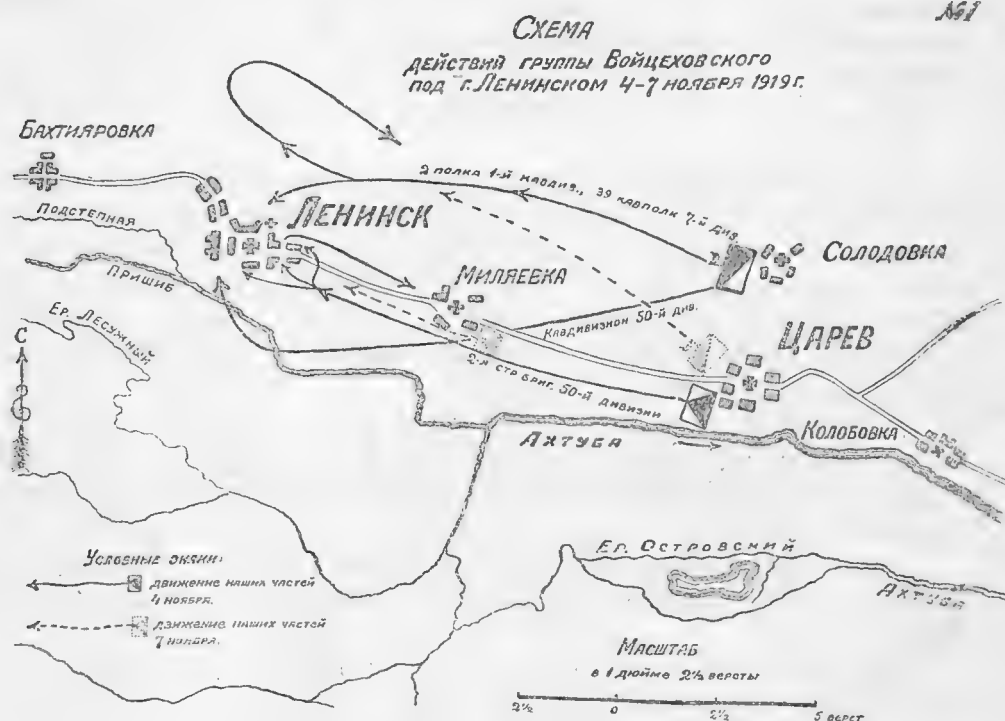 №1
СХЕМА
ДЕЙСТВИЙ ГРУППЫ ВОЙЦЕХОВСКОГО
ПОД Г. ЛЕНИНСКОМ 4-7 НОЯБРЯ 1919 Г.
БАХТИЯРОВКА
2 ПОЛКА 1-Й КАВДИВ., 39 КАВПОЛК 7-Й ДИВ
ПОДСТЕПНАЯ
ЛЕНИНСК
СОЛОДОВКА
ПРИШИБ
МИЛЯЕВКА
КАВДИВИЗИОН 50-Й ДИВ.
ЕР. ЛЕСУЖНЫЙ
С
ЦАРЕВ
2-Я СТР. БРИГ. 50-Й ДИВИЗИИ
АХТУБА
КОЛОБОВКА
УСЛОВНЫЕ ЗНАКИ:
ДВИЖЕНИЕ НАШИХ ЧАСТЕЙ
4 НОЯБРЯ.
ДВИЖЕНИЕ НАШИХ ЧАСТЕЙ
7 НОЯБРЯ.
ЕР. ОСТРОВСКИЙ
АХТУБА
МАСШТАБ
В 1 ДЮЙМЕ 2½ ВЕРСТЫ
2½ 0 2½ 5 ВЕРСТ